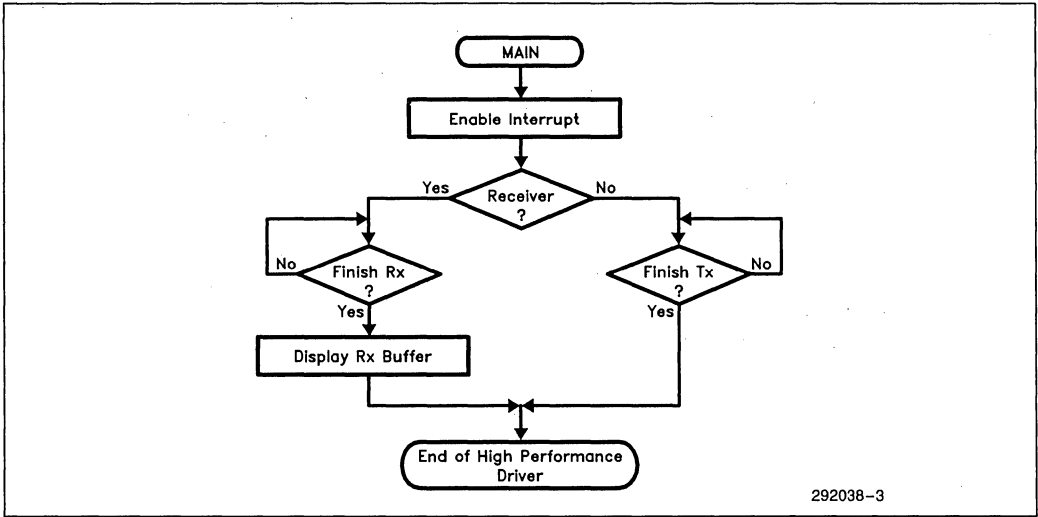 MAIN
Enable Interrupt
Receiver
?
Yes
No
Finish Rx
?
No
Yes
Finish Tx
?
No
Yes
Display Rx Buffer
End of High Performance
Driver
292038-3